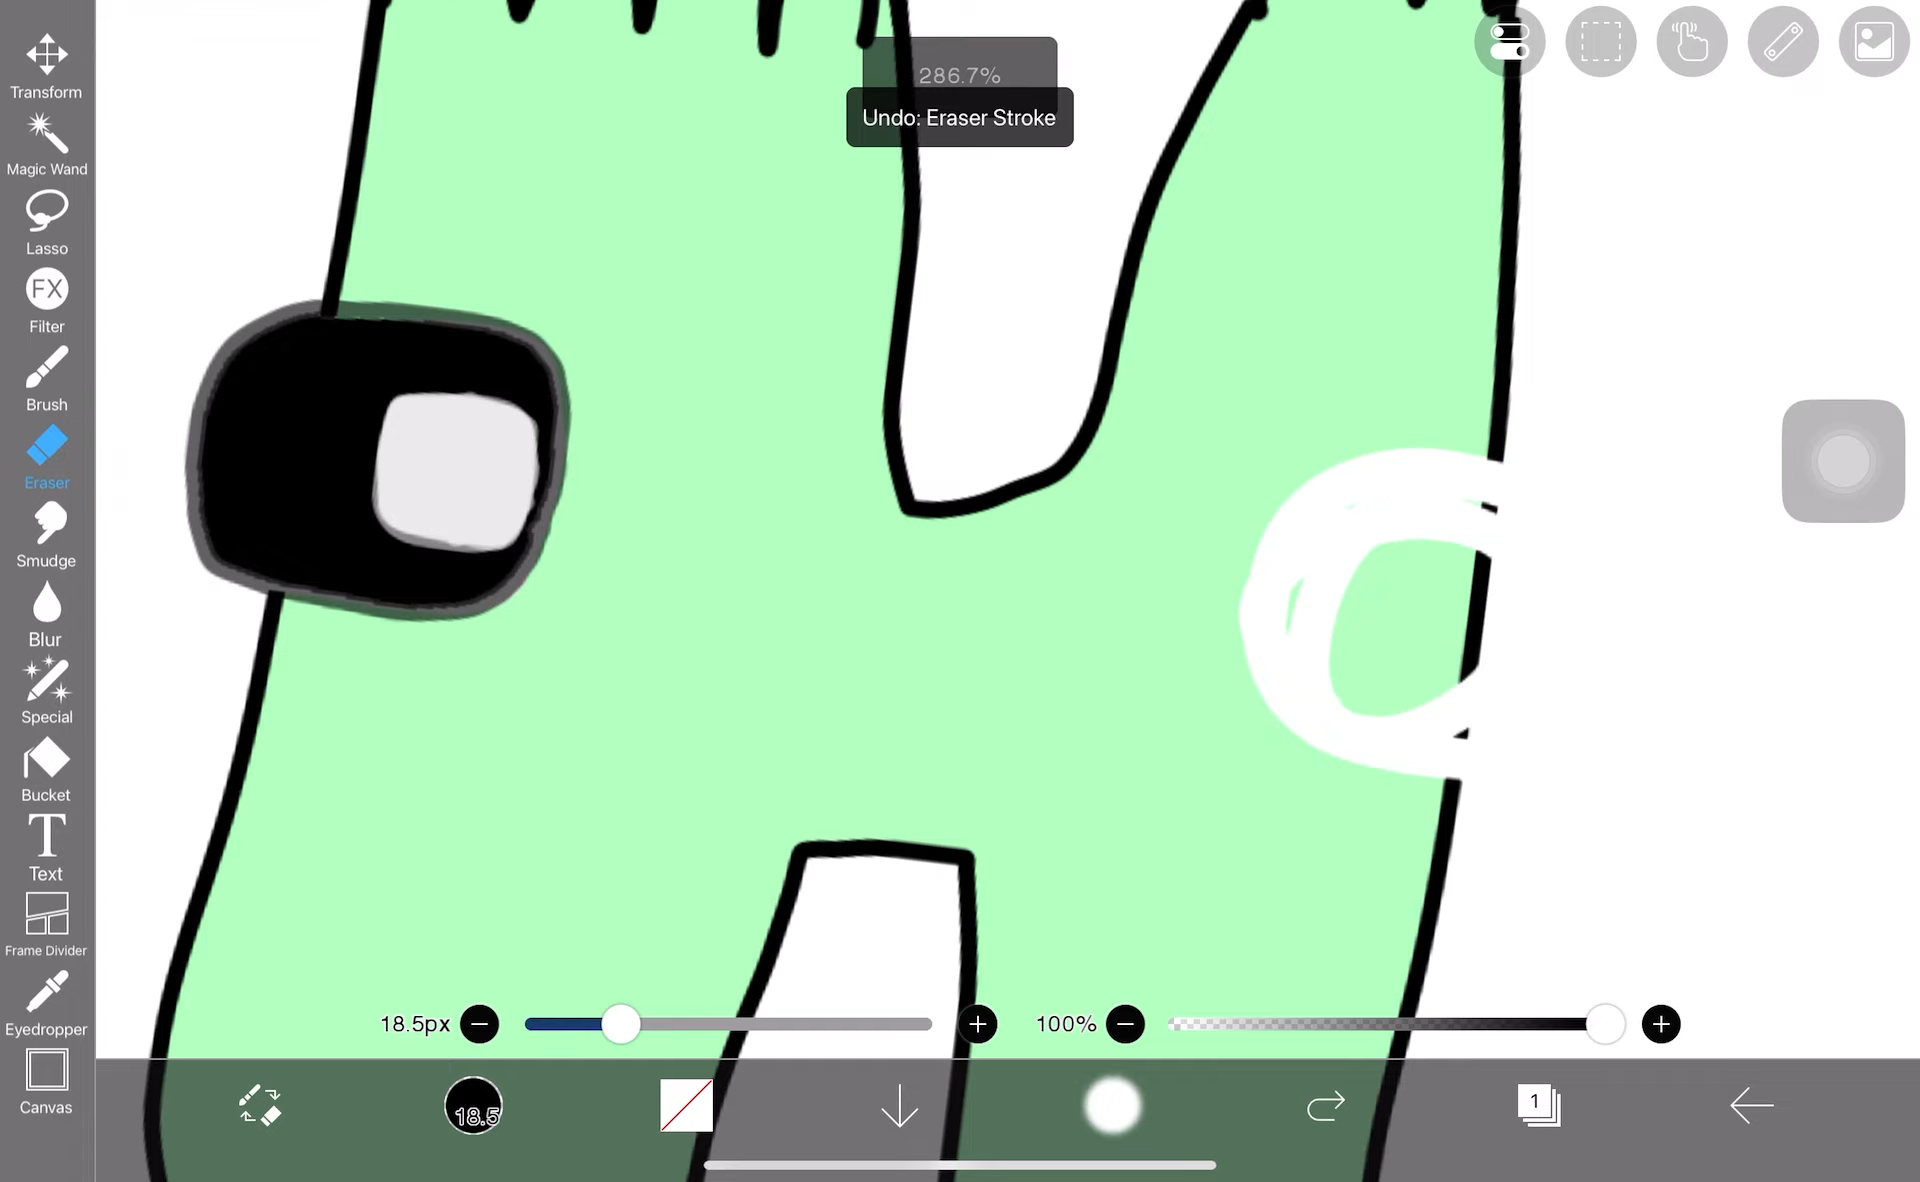 286.7%
Undo: Eraser Stroke
Transform
Magic Wand
Lasso
FX
Filter
Brush
Eraser
Smudge
Blur
Special
Bucket
T
Text
Frame Divider
Eyedropper
Canvas
18.5px
100%
18.5
1